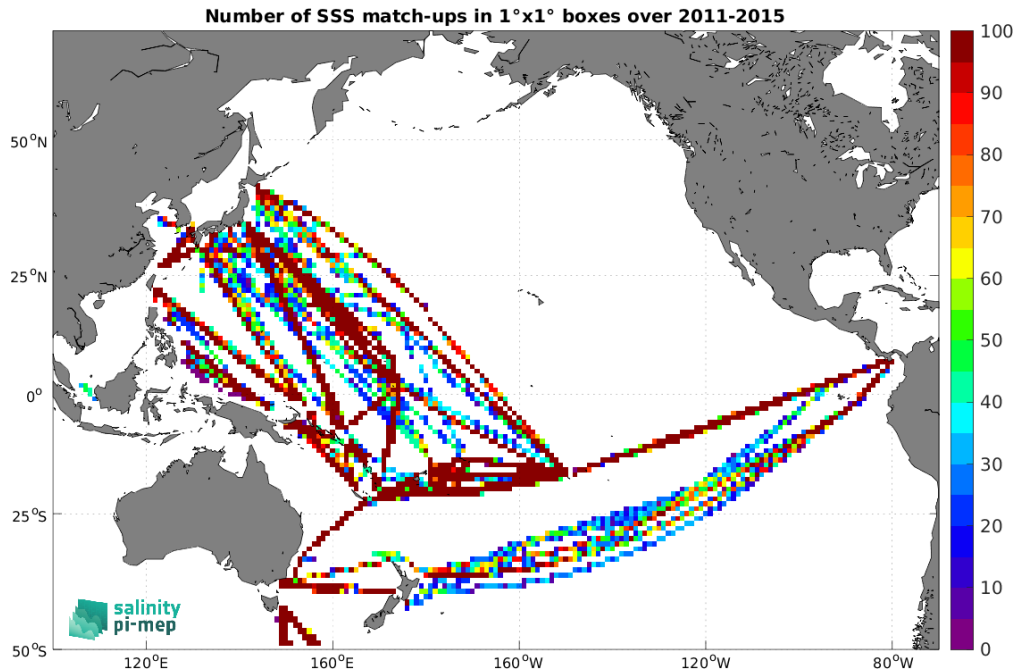 Number of SSS match-ups in 1°x1° boxes over 2011-2015
50°N
25°N
0°
25°S
50°S
120°E
160°E
160°W
120°W
80°W
100
90
80
70
60
50
40
30
20
10
0
salinity
pi-mep